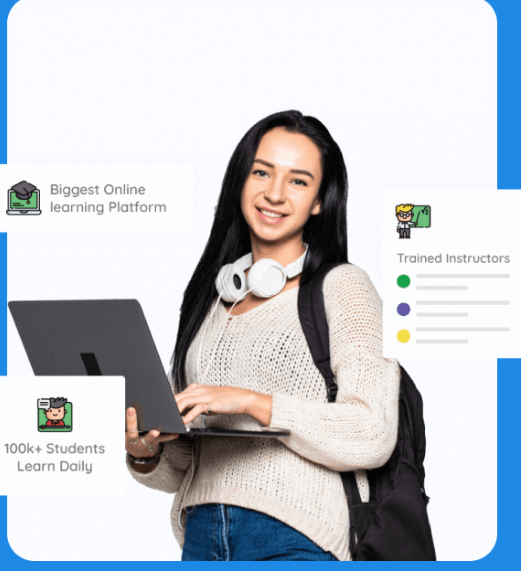 Biggest Online
learning Platform
Trained Instructors
100k+ Students
Learn Daily